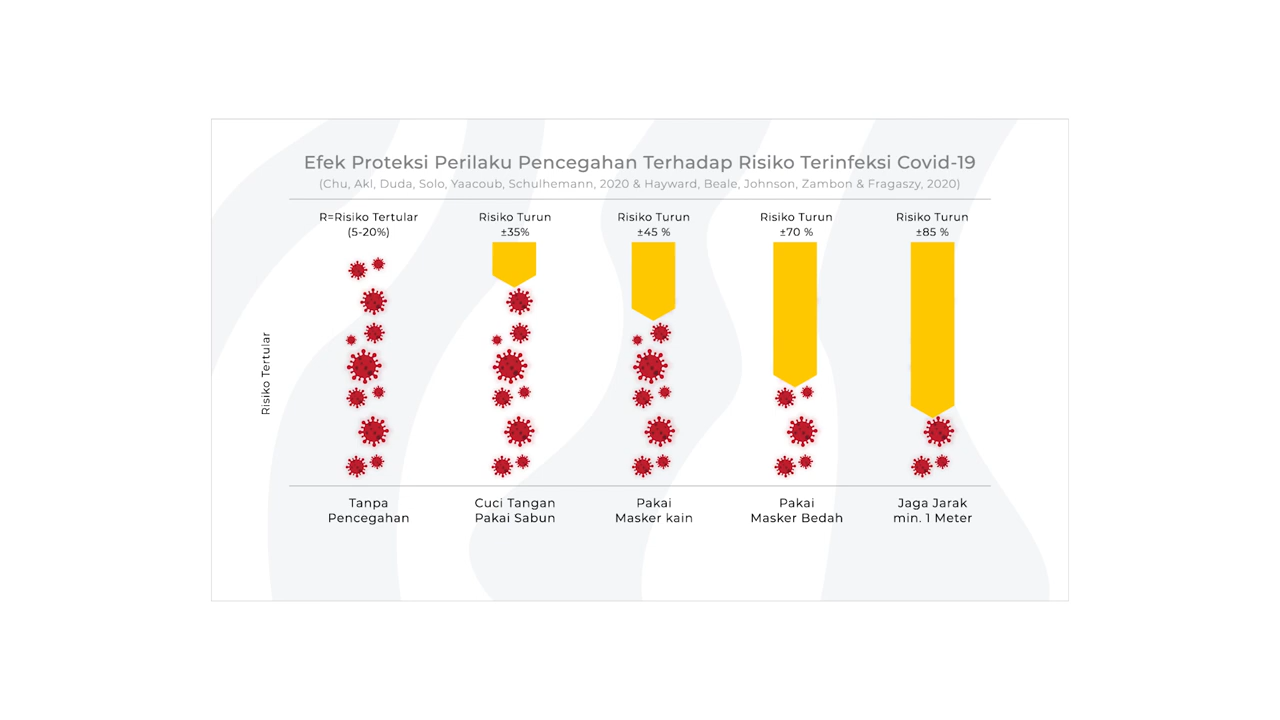 Efek Proteksi Perilaku Pencegahan Terhadap Risiko Terinfeksi Covid-19
(Chu, Akl, Duda, Solo, Yaacoub, Schulhemann, 2020 & Hayward, Beale, Johnson, Zambon & Fragaszy, 2020)
R=Risiko Tertular
(5-20%)
Risiko Turun
±35%
Risiko Turun
±45 %
Risiko Turun
±70 %
Risiko Turun
±85 %
Risiko Tertular
Tanpa
Pencegahan
Cuci Tangan
Pakai Sabun
Pakai
Masker kain
Pakai
Masker Bedah
Jaga Jarak
min. 1 Meter